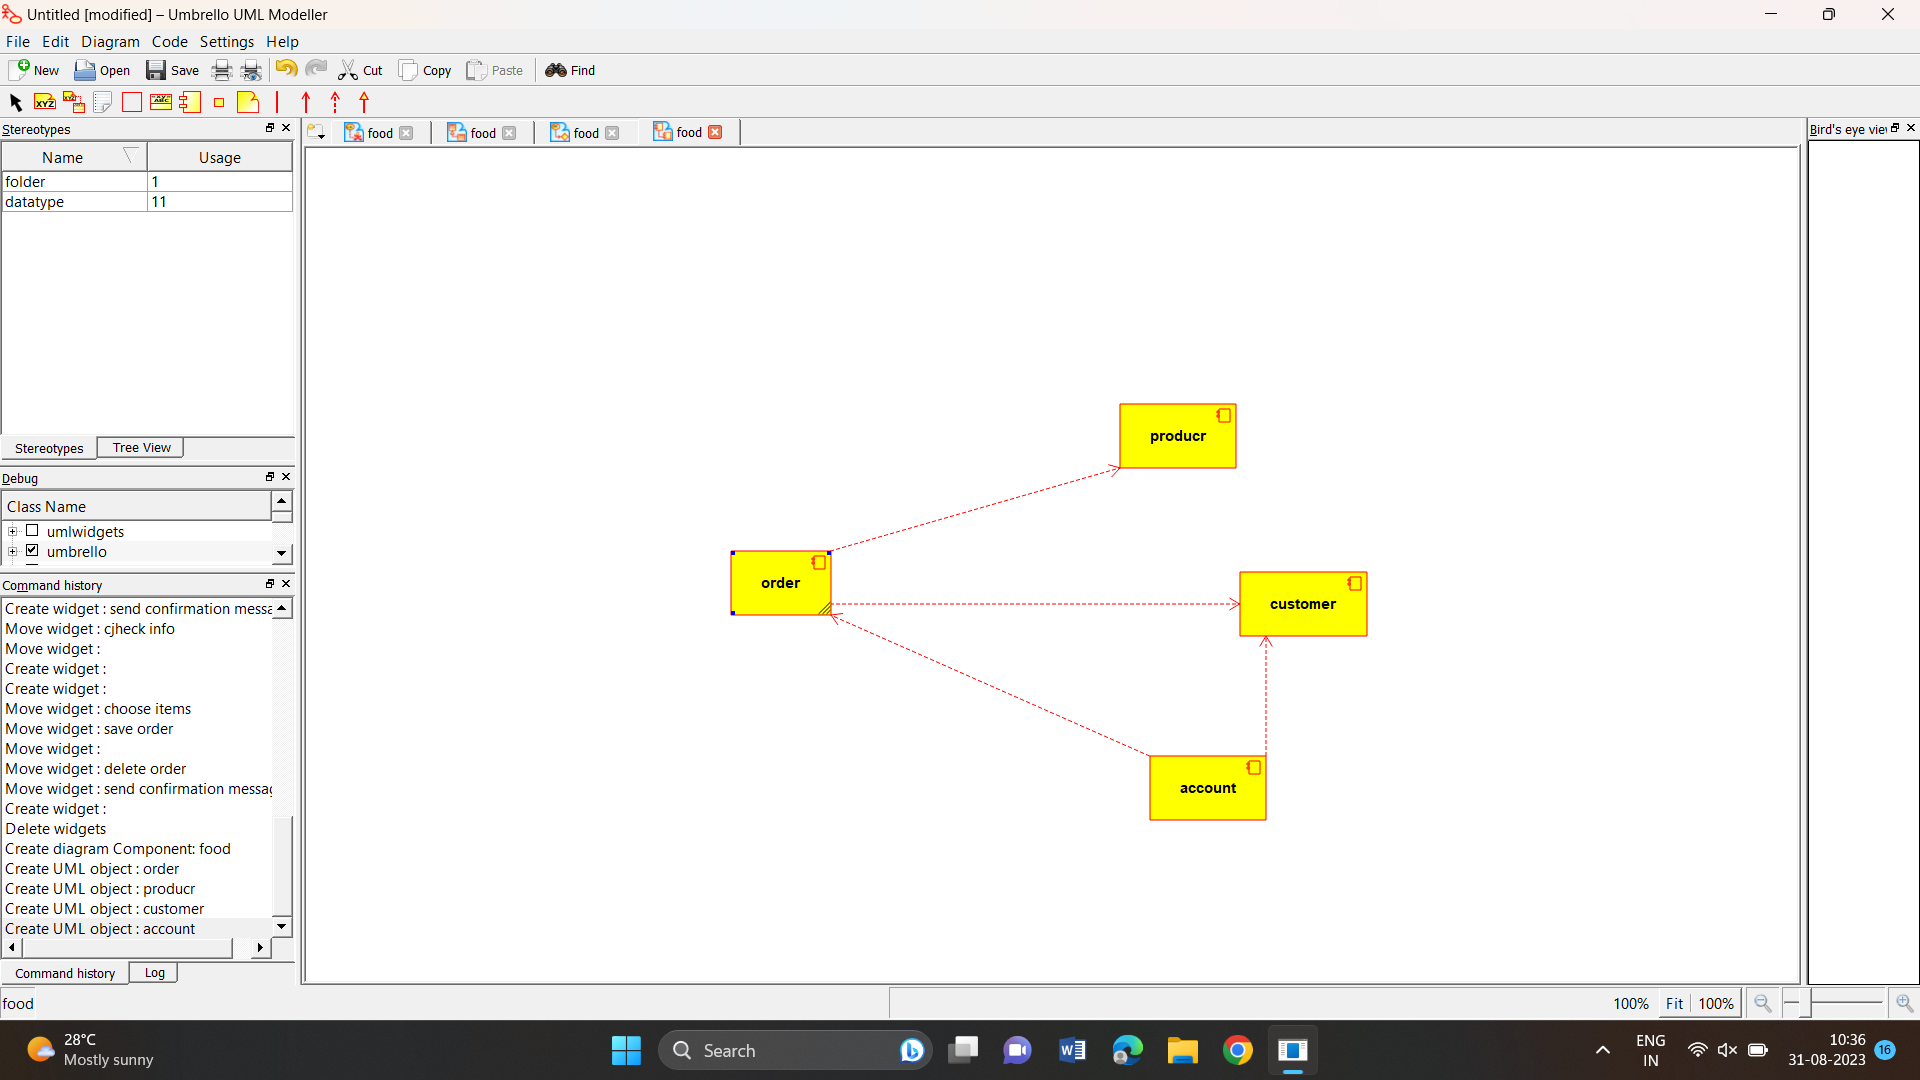 Untitled [modified] – Umbrello UML Modeller
File Edit Diagram Code Settings Help
New Open Save Cut Copy Paste Find
Stereotypes
food food food food
Bird's eye vie
Name Usage
folder 1
datatype 11
Stereotypes Tree View
Debug
Class Name
umlwidgets
umbrello
Command history
Create widget : send confirmation messa
Move widget : cjheck info
Move widget :
Create widget :
Create widget :
Move widget : choose items
Move widget : save order
Move widget :
Move widget : delete order
Move widget : send confirmation messag
Create widget :
Delete widgets
Create diagram Component: food
Create UML object : order
Create UML object : producr
Create UML object : customer
Create UML object : account
Command history Log
producr
order
customer
account
food
100% Fit 100%
28°C
Mostly sunny
Search
ENG
IN
10:36
31-08-2023
16